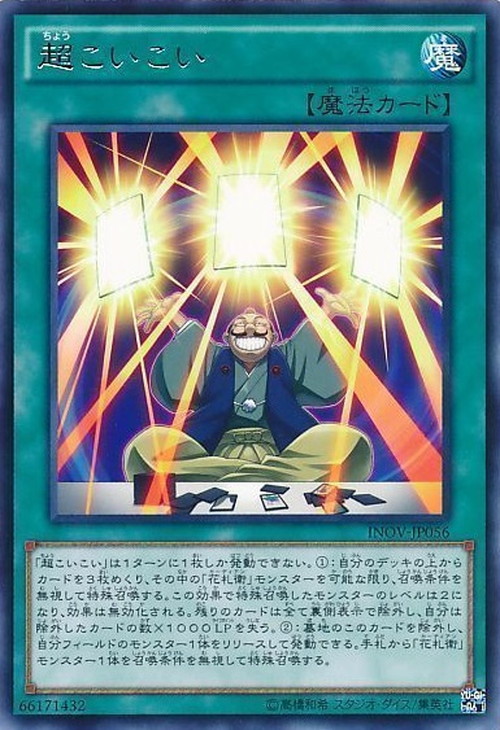 超こいこい
【魔法カード】
INOV-JP056
「超こいこい」は1ターンに1枚しか発動できない。①:自分のデッキの上から
カードを3枚めくり、その中の「花札衛」モンスターを可能な限り、召喚条件を
無視して特殊召喚する。この効果で特殊召喚したモンスターのレベルは2に
なり、効果は無効化される。残りのカードは全て裏側表示で除外し、自分は
除外したカードの数×1000LPを失う。②:墓地のこのカードを除外し、
自分フィールドのモンスター1体をリリースして発動できる。手札から「花札衛」
モンスター1体を召喚条件を無視して特殊召喚する。
66171432
©高橋和希 スタジオ・ダイス/集英社